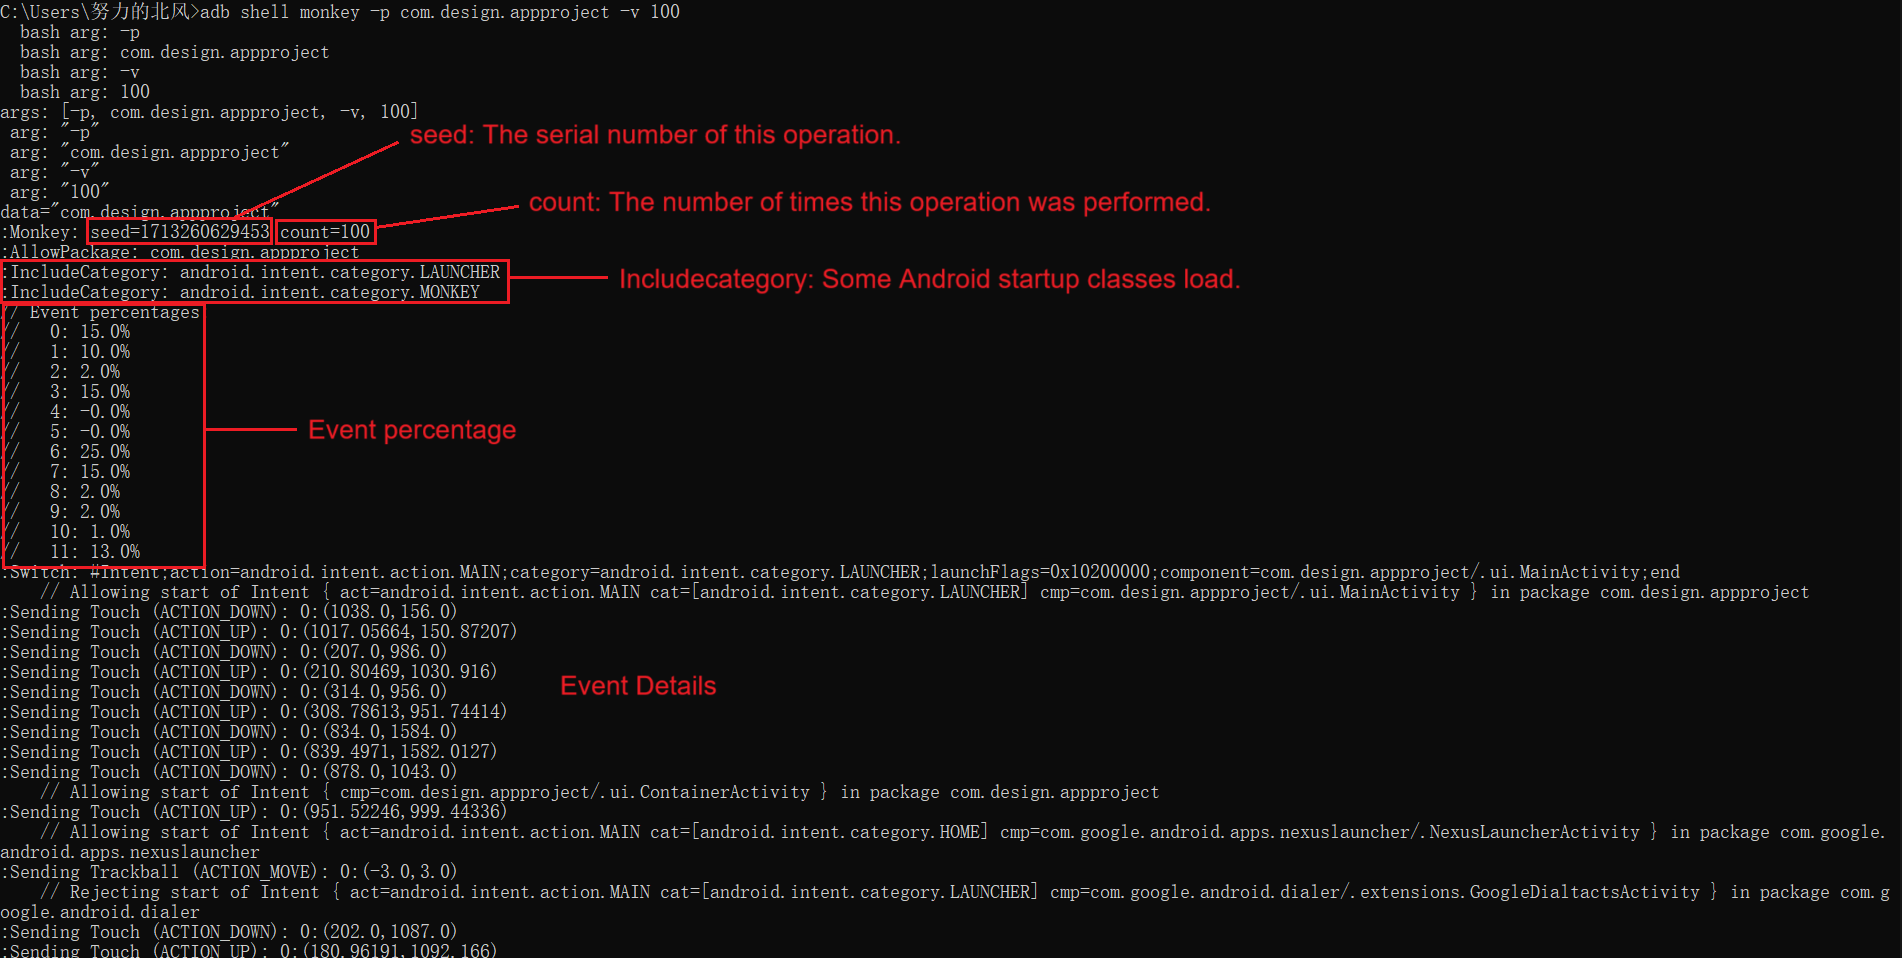 C:\Users\努力的北风>adb shell monkey -p com.design.appproject -v 100
bash arg: -p
bash arg: com.design.appproject
bash arg: -v
bash arg: 100
args: [-p, com.design.appproject, -v, 100]
arg: "-p"
seed: The serial number of this operation.
arg: "com.design.appproject"
arg: "-v"
arg: "100"
count: The number of times this operation was performed.
data="com.design.appproject"
:Monkey: seed=1713260629453 count=100
:AllowPackage: com.design.appproject
:IncludeCategory: android.intent.category.LAUNCHER
Includecategory: Some Android startup classes load.
:IncludeCategory: android.intent.category.MONKEY
// Event percentages
//   0: 15.0%
//   1: 10.0%
//   2: 2.0%
//   3: 15.0%
//   4: -0.0%
//   5: -0.0%
Event percentage
//   6: 25.0%
//   7: 15.0%
//   8: 2.0%
//   9: 2.0%
//   10: 1.0%
//   11: 13.0%
:Switch: #Intent;action=android.intent.action.MAIN;category=android.intent.category.LAUNCHER;launchFlags=0x10200000;component=com.design.appproject/.ui.MainActivity;end
// Allowing start of Intent { act=android.intent.action.MAIN cat=[android.intent.category.LAUNCHER] cmp=com.design.appproject/.ui.MainActivity } in package com.design.appproject
:Sending Touch (ACTION_DOWN): 0:(1038.0,156.0)
:Sending Touch (ACTION_UP): 0:(1017.05664,150.87207)
:Sending Touch (ACTION_DOWN): 0:(207.0,986.0)
:Sending Touch (ACTION_UP): 0:(210.80469,1030.916)
Event Details
:Sending Touch (ACTION_DOWN): 0:(314.0,956.0)
:Sending Touch (ACTION_UP): 0:(308.78613,951.74414)
:Sending Touch (ACTION_DOWN): 0:(834.0,1584.0)
:Sending Touch (ACTION_UP): 0:(839.4971,1582.0127)
:Sending Touch (ACTION_DOWN): 0:(878.0,1043.0)
// Allowing start of Intent { cmp=com.design.appproject/.ui.ContainerActivity } in package com.design.appproject
:Sending Touch (ACTION_UP): 0:(951.52246,999.44336)
// Allowing start of Intent { act=android.intent.action.MAIN cat=[android.intent.category.HOME] cmp=com.google.android.apps.nexuslauncher/.NexusLauncherActivity } in package com.google.
android.apps.nexuslauncher
:Sending Trackball (ACTION_MOVE): 0:(-3.0,3.0)
// Rejecting start of Intent { act=android.intent.action.MAIN cat=[android.intent.category.LAUNCHER] cmp=com.google.android.dialer/.extensions.GoogleDialtactsActivity } in package com.g
oogle.android.dialer
:Sending Touch (ACTION_DOWN): 0:(202.0,1087.0)
:Sending Touch (ACTION_UP): 0:(180.96191,1092.166)